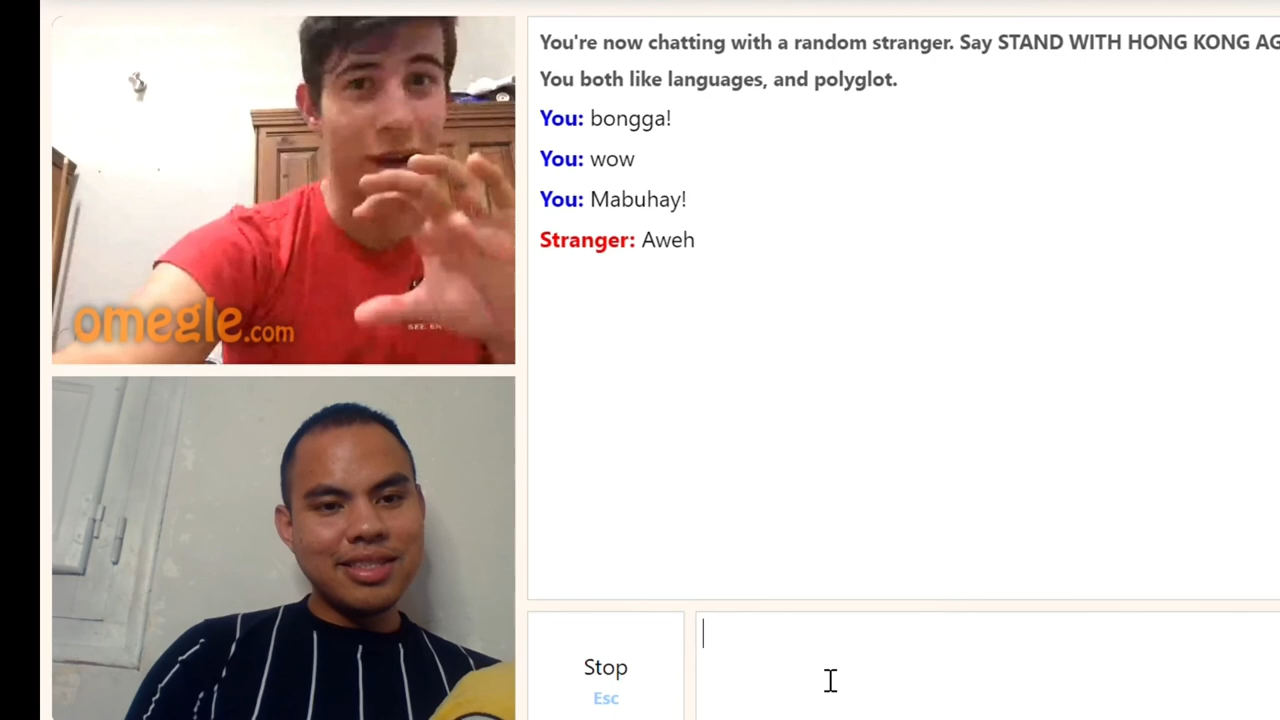 You're now chatting with a random stranger. Say STAND WITH HONG KONG
You both like languages, and polyglot.
You: bongga!
You: wow
You: Mabuhay!
Stranger: Aweh
omegle.com
Stop
Esc